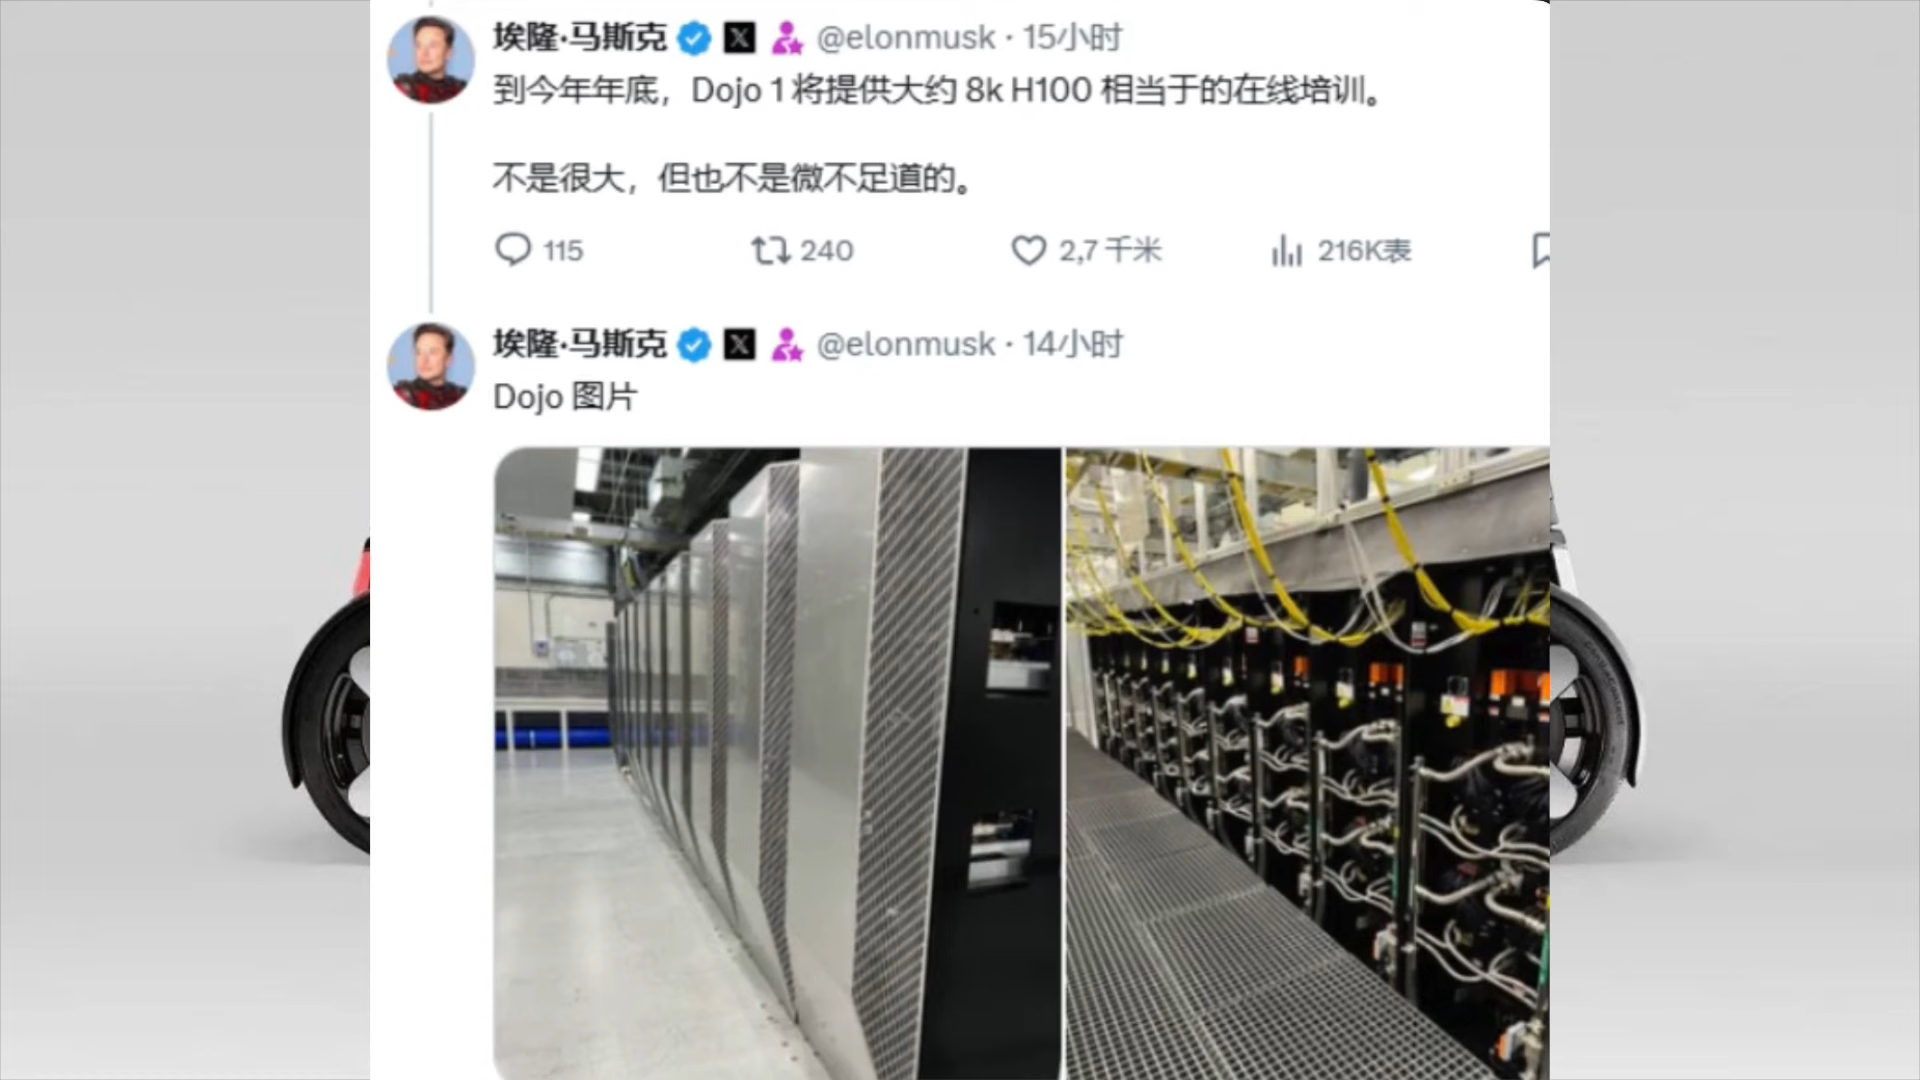 埃隆·马斯克 @elonmusk · 15小时
到今年年底，Dojo 1 将提供大约 8k H100 相当于的在线培训。
不是很大，但也不是微不足道的。
115 240 2,7 千米 216K表
埃隆·马斯克 @elonmusk · 14小时
Dojo 图片